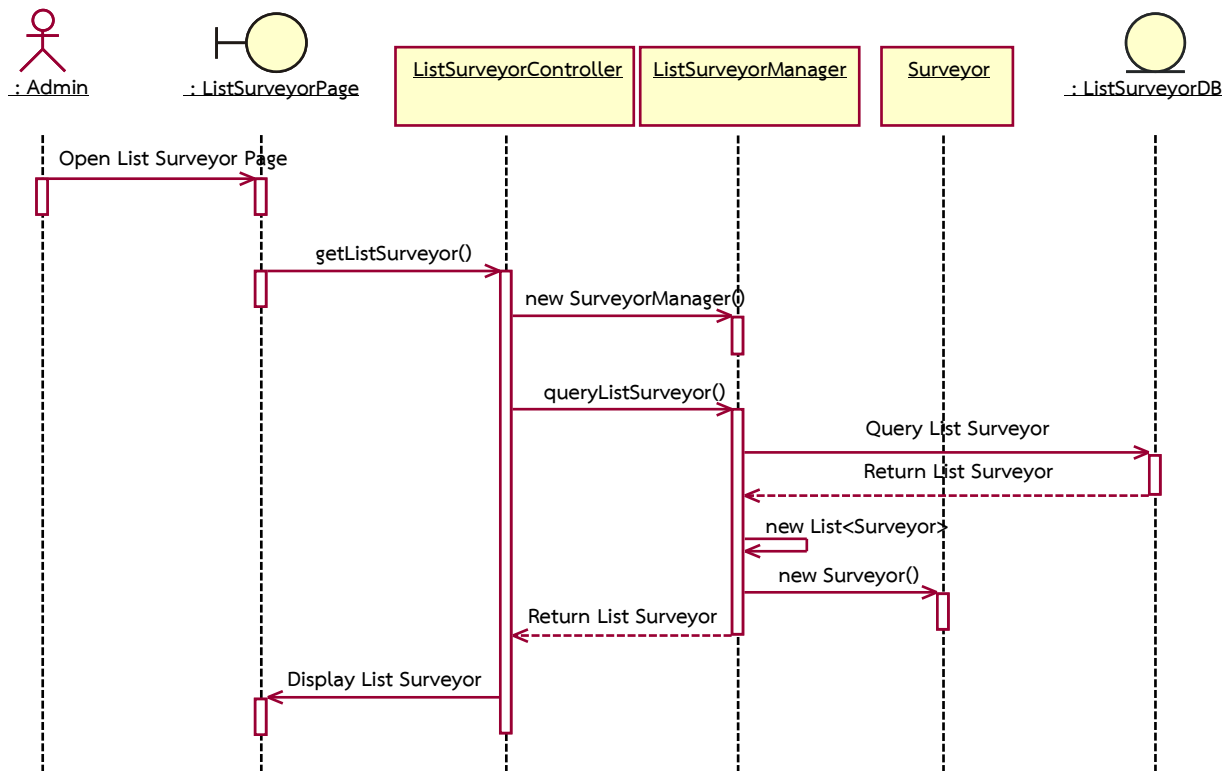 : Admin
: ListSurveyorPage
ListSurveyorController
ListSurveyorManager
Surveyor
: ListSurveyorDB
Open List Surveyor Page
getListSurveyor()
new SurveyorManager()
queryListSurveyor()
Query List Surveyor
Return List Surveyor
new List<Surveyor>
new Surveyor()
Return List Surveyor
Display List Surveyor